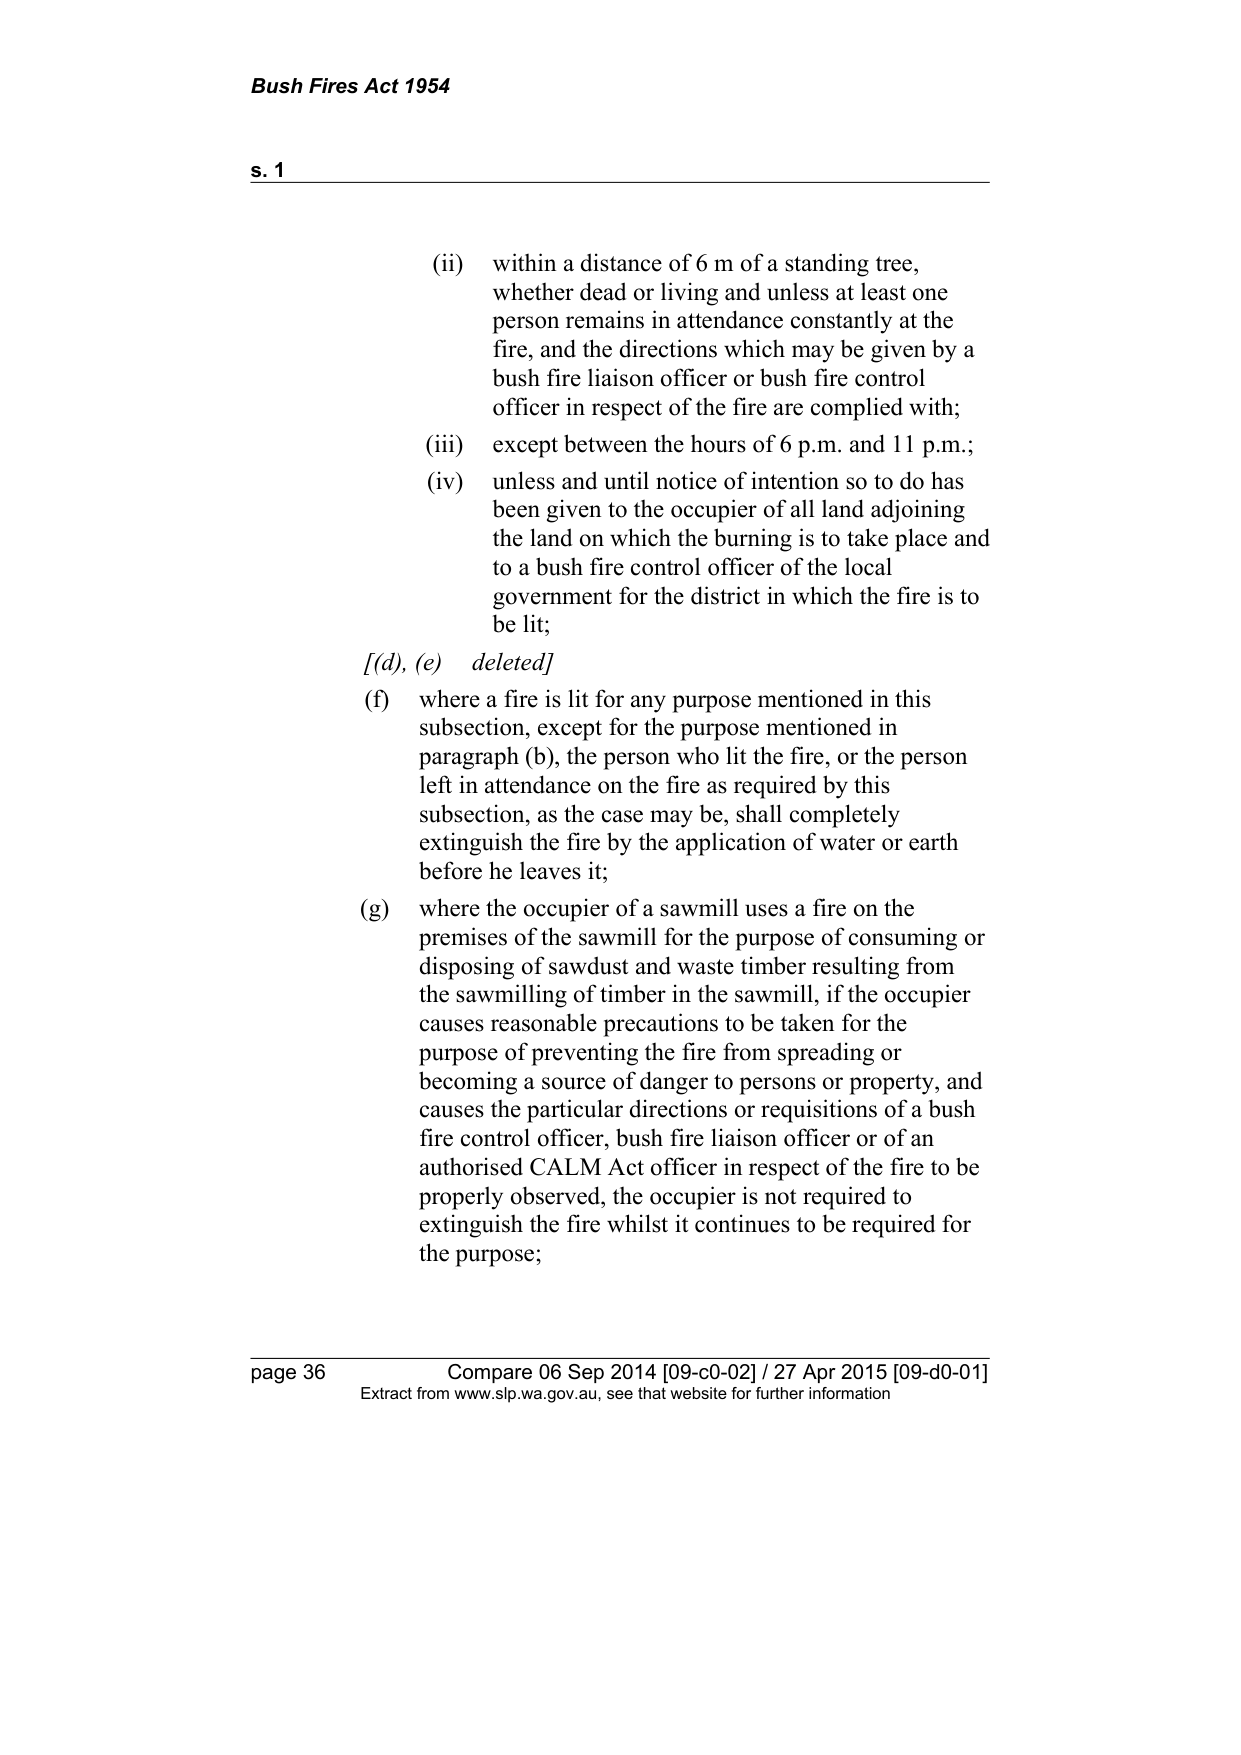 Bush Fires Act 1954
s. 1
(ii) within a distance of 6 m of a standing tree,
whether dead or living and unless at least one
person remains in attendance constantly at the
fire, and the directions which may be given by a
bush fire liaison officer or bush fire control
officer in respect of the fire are complied with;
(iii) except between the hours of 6 p.m. and 11 p.m.;
(iv) unless and until notice of intention so to do has
been given to the occupier of all land adjoining
the land on which the burning is to take place and
to a bush fire control officer of the local
government for the district in which the fire is to
be lit;
[(d), (e) deleted]
(f) where a fire is lit for any purpose mentioned in this
subsection, except for the purpose mentioned in
paragraph (b), the person who lit the fire, or the person
left in attendance on the fire as required by this
subsection, as the case may be, shall completely
extinguish the fire by the application of water or earth
before he leaves it;
(g) where the occupier of a sawmill uses a fire on the
premises of the sawmill for the purpose of consuming or
disposing of sawdust and waste timber resulting from
the sawmilling of timber in the sawmill, if the occupier
causes reasonable precautions to be taken for the
purpose of preventing the fire from spreading or
becoming a source of danger to persons or property, and
causes the particular directions or requisitions of a bush
fire control officer, bush fire liaison officer or of an
authorised CALM Act officer in respect of the fire to be
properly observed, the occupier is not required to
extinguish the fire whilst it continues to be required for
the purpose;
page 36 Compare 06 Sep 2014 [09-c0-02] / 27 Apr 2015 [09-d0-01]
Extract from www.slp.wa.gov.au, see that website for further information